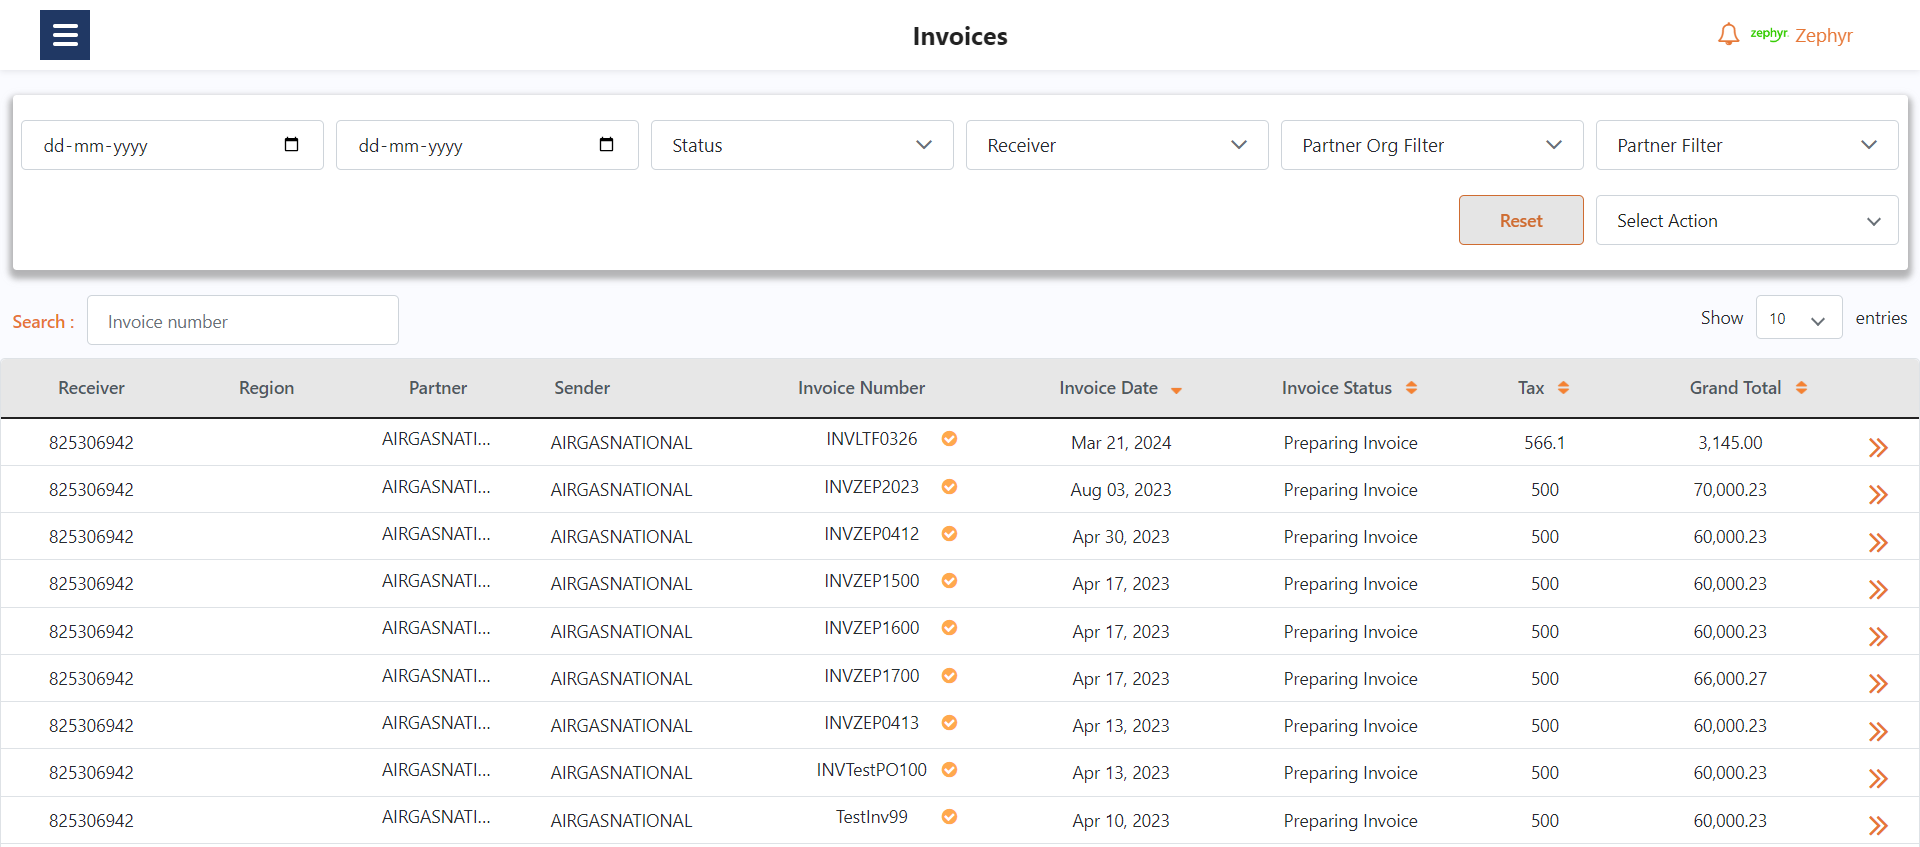 Invoices
zephyr Zephyr
dd-mm-yyyy dd-mm-yyyy Status Receiver Partner Org Filter Partner Filter
Reset Select Action
Search : Invoice number Show 10 entries
Receiver Region Partner Sender Invoice Number Invoice Date Invoice Status Tax Grand Total
825306942 AIRGASNATI... AIRGASNATIONAL INVLTF0326 Mar 21, 2024 Preparing Invoice 566.1 3,145.00
825306942 AIRGASNATI... AIRGASNATIONAL INVZEP2023 Aug 03, 2023 Preparing Invoice 500 70,000.23
825306942 AIRGASNATI... AIRGASNATIONAL INVZEP0412 Apr 30, 2023 Preparing Invoice 500 60,000.23
825306942 AIRGASNATI... AIRGASNATIONAL INVZEP1500 Apr 17, 2023 Preparing Invoice 500 60,000.23
825306942 AIRGASNATI... AIRGASNATIONAL INVZEP1600 Apr 17, 2023 Preparing Invoice 500 60,000.23
825306942 AIRGASNATI... AIRGASNATIONAL INVZEP1700 Apr 17, 2023 Preparing Invoice 500 66,000.27
825306942 AIRGASNATI... AIRGASNATIONAL INVZEP0413 Apr 13, 2023 Preparing Invoice 500 60,000.23
825306942 AIRGASNATI... AIRGASNATIONAL INVTestPO100 Apr 13, 2023 Preparing Invoice 500 60,000.23
825306942 AIRGASNATI... AIRGASNATIONAL TestInv99 Apr 10, 2023 Preparing Invoice 500 60,000.23